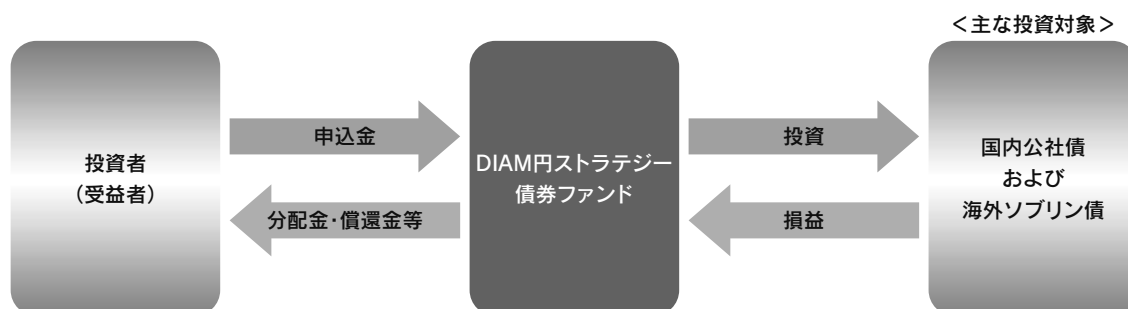 ＜主な投資対象＞
投資者
（受益者）
申込金
分配金・償還金等
DIAM円ストラテジー
債券ファンド
投資
損益
国内公社債
および
海外ソブリン債